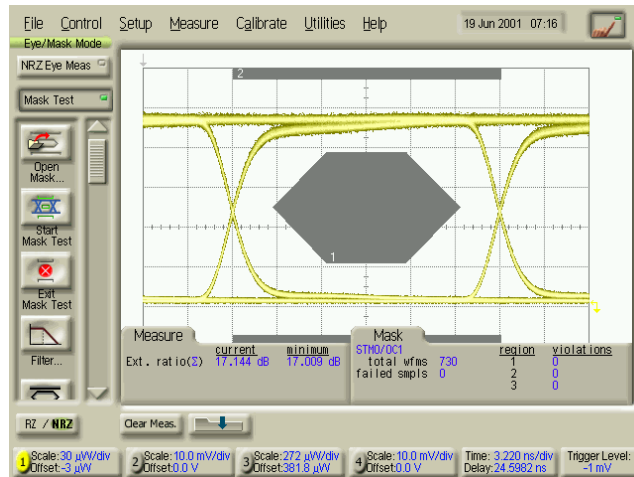 File Control Setup Measure Calibrate Utilities Help 19 Jun 2001 07:16
Eye/Mask Mode
NRZ Eye Meas
Mask Test
Open
Mask...
Start
Mask Test
Exit
Mask Test
Filter...
2
1
Measure
current minimum
Ext. ratio(Σ) 17.144 dB 17.009 dB
Mask
STM0/OC1 region violations
total wfms 730 1 0
failed smpls 0 2 0
3 0
RZ / NRZ Clear Meas.
1 Scale:30 µW/div
Offset:-3 µW
2 Scale:10.0 mV/div
Offset:0.0 V
3 Scale:272 µW/div
Offset:381.8 µW
4 Scale:10.0 mV/div
Offset:0.0 V
Time: 3.220 ns/div
Delay:24.5982 ns
Trigger Level:
-1 mV